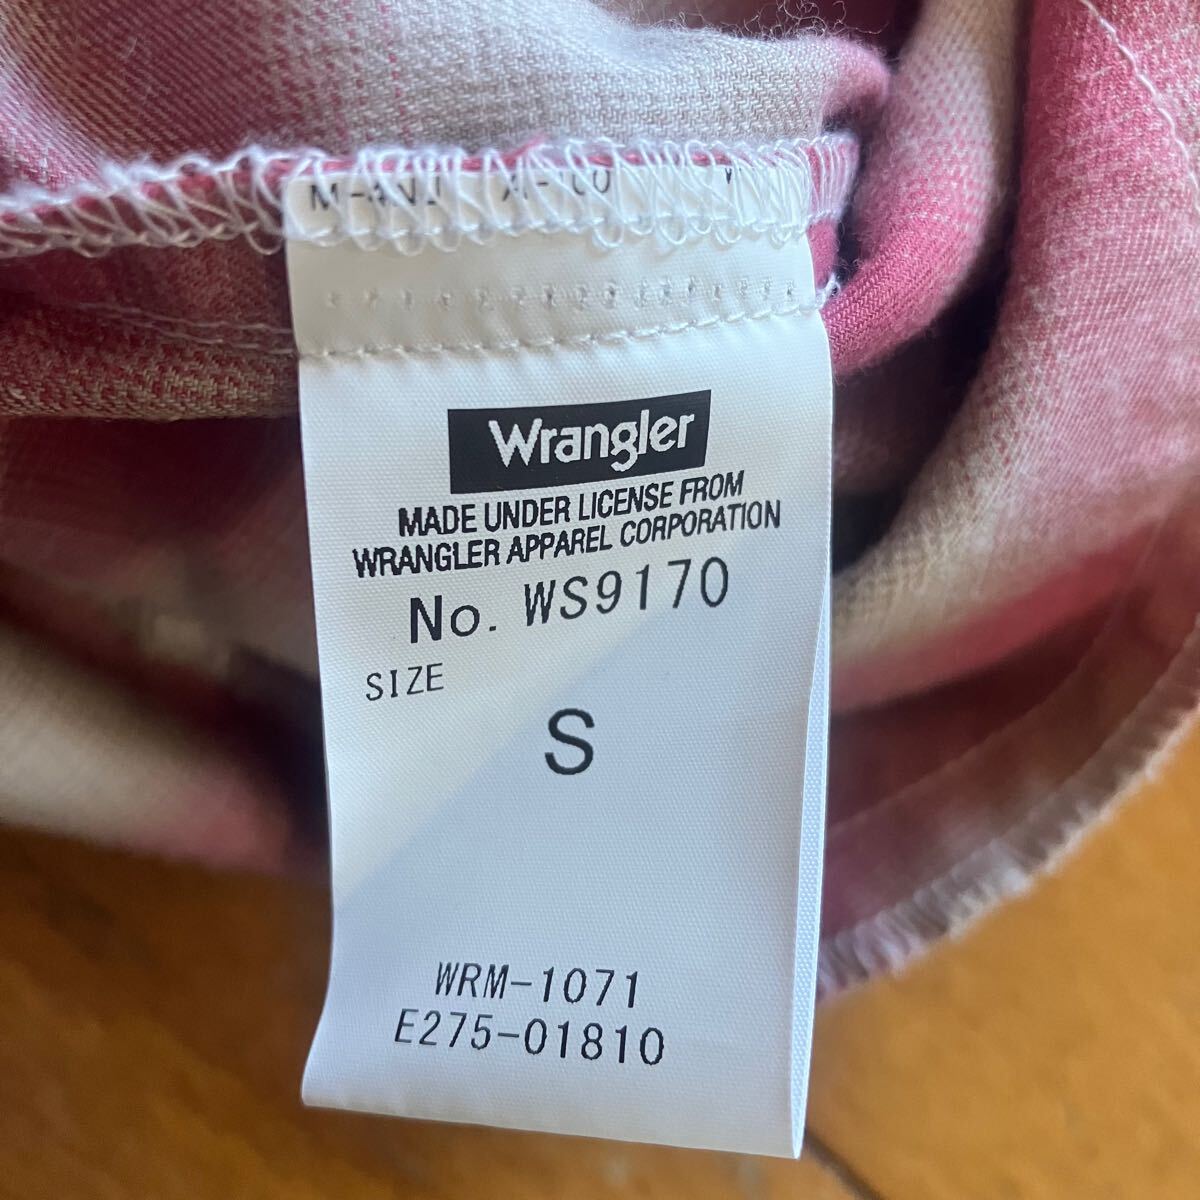 Wrangler
MADE UNDER LICENSE FROM
WRANGLER APPAREL CORPORATION
No. WS9170
SIZE
S
WRM-1071
E275-01810